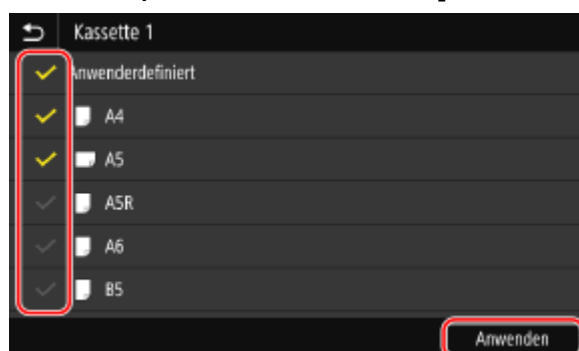 Kassette 1
Anwenderdefiniert
A4
A5
A5R
A6
B5
Anwenden